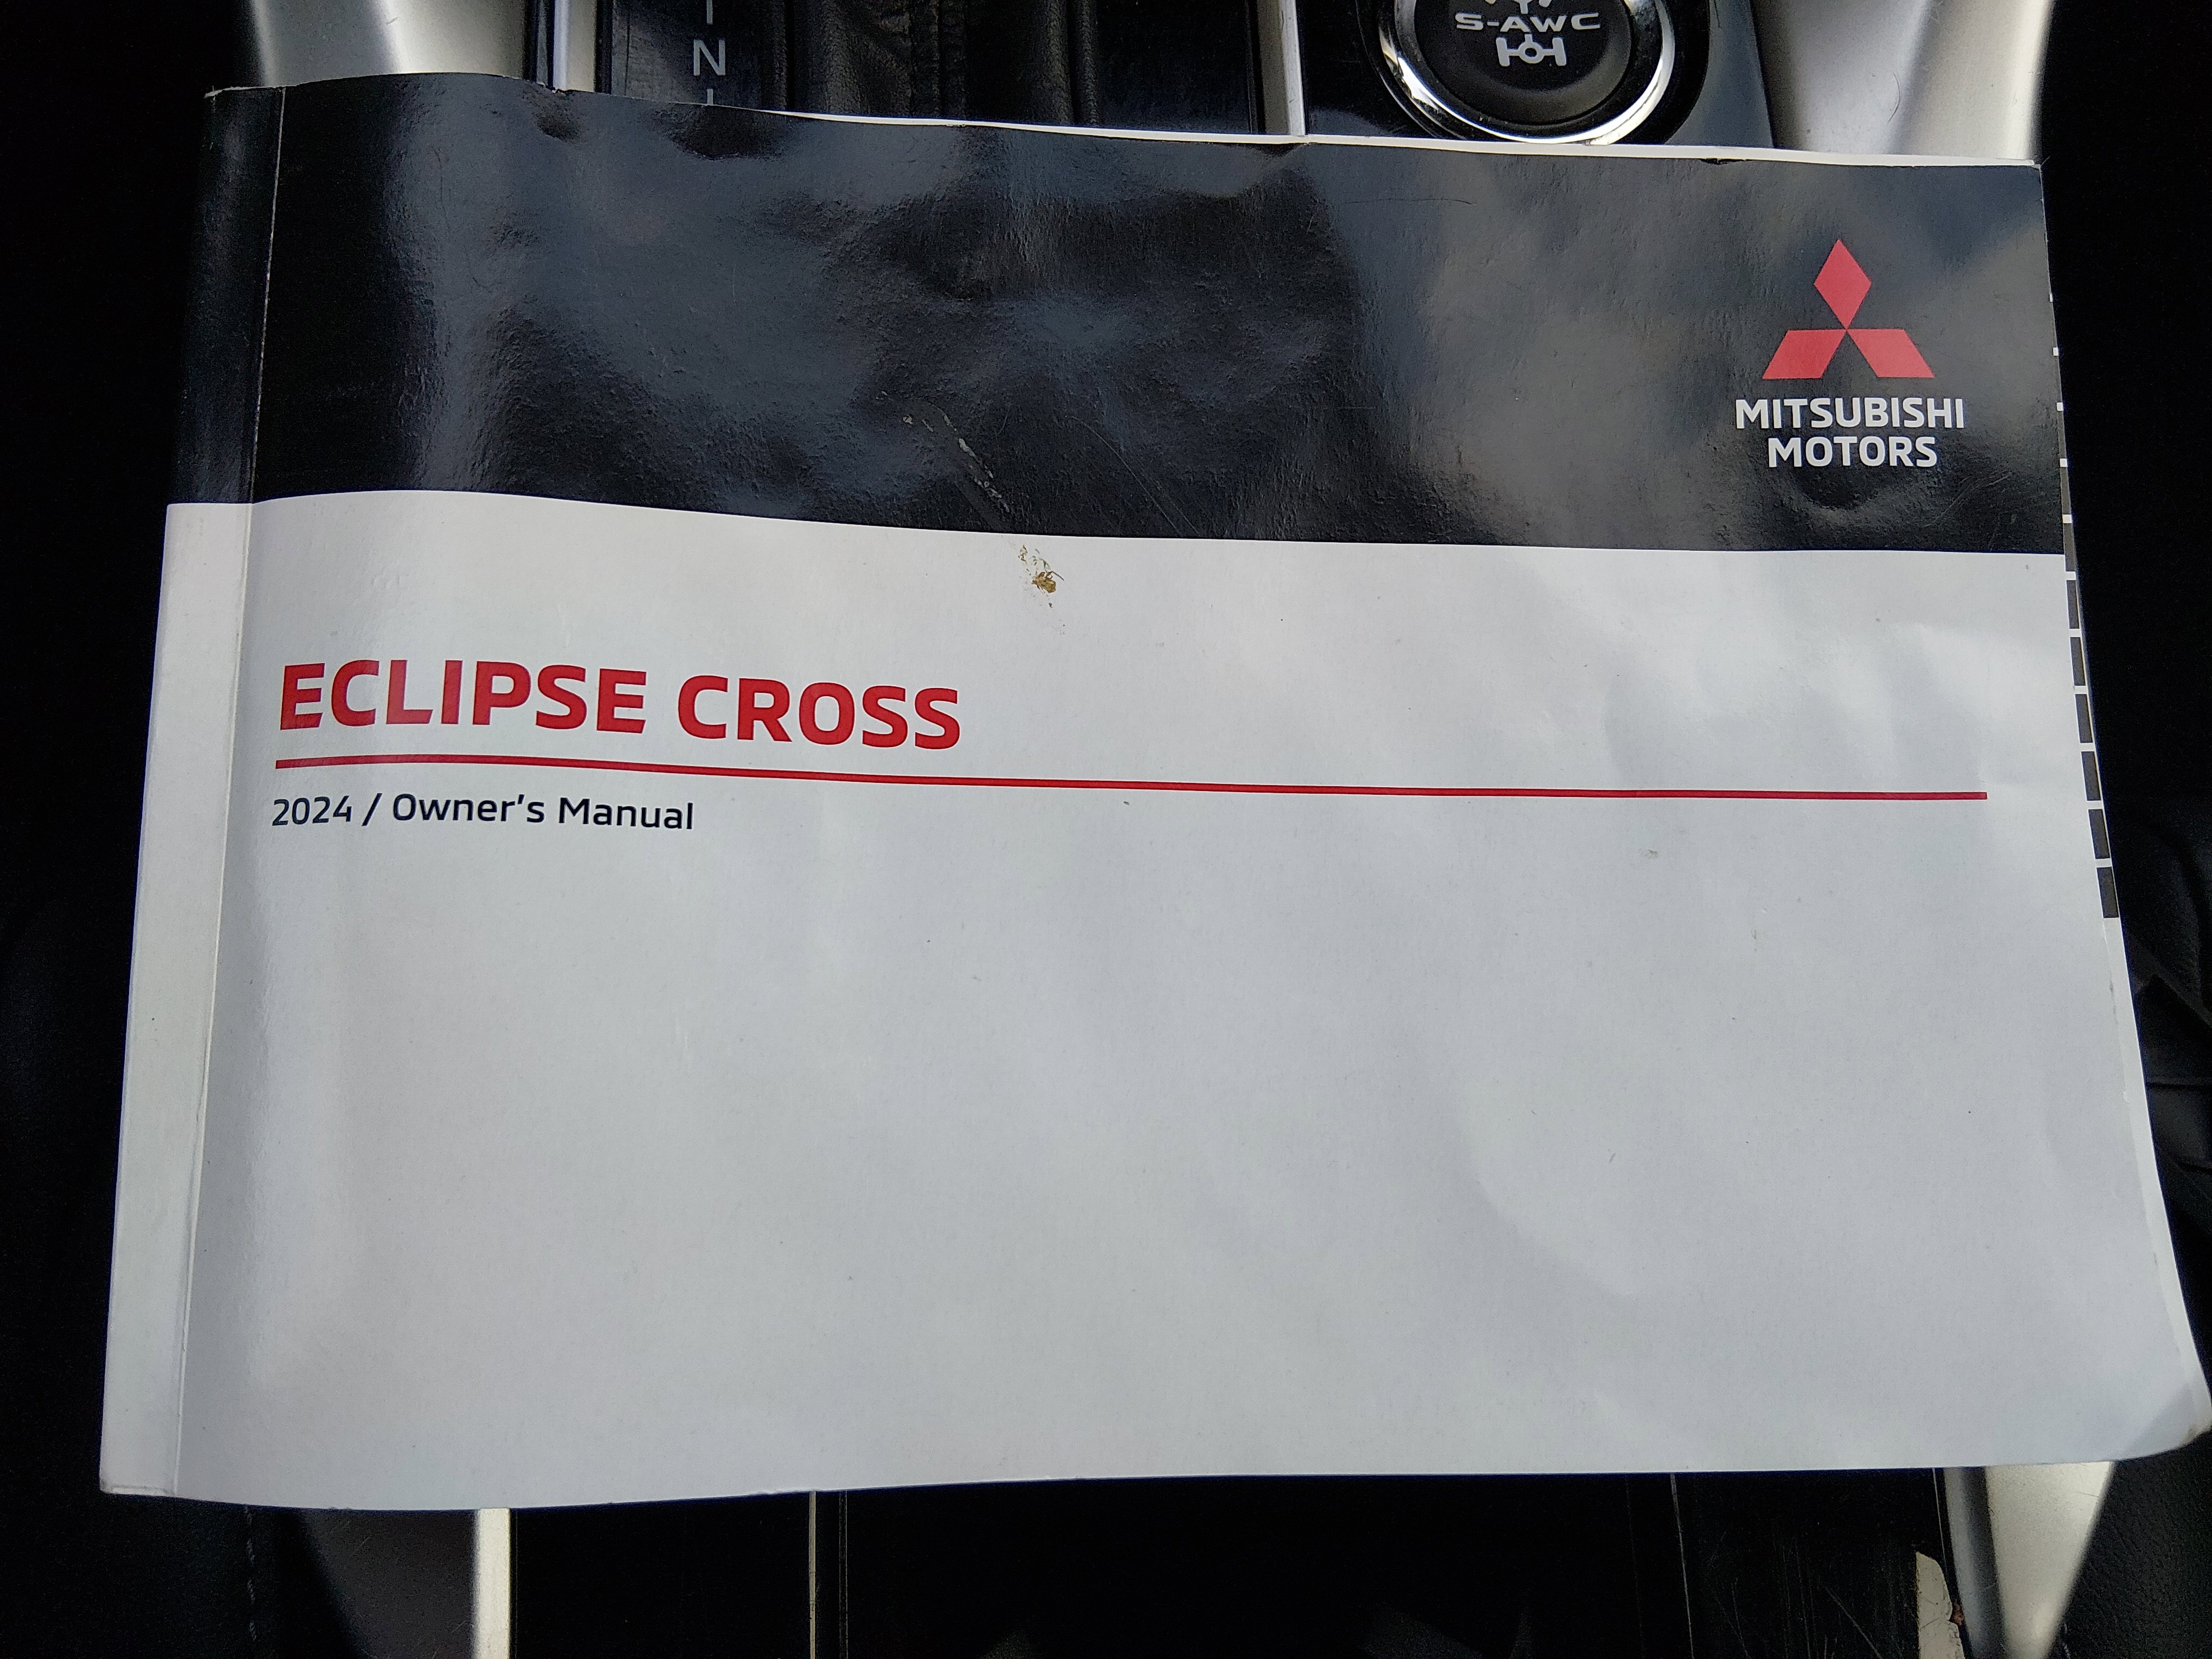 N
S-AWC
MITSUBISHI
MOTORS
ECLIPSE CROSS
2024 / Owner's Manual